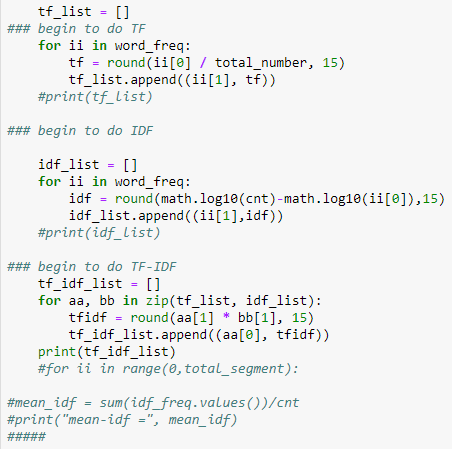 tf_list = []
### begin to do TF
    for ii in word_freq:
        tf = round(ii[0] / total_number, 15)
        tf_list.append((ii[1], tf))
    #print(tf_list)
### begin to do IDF
    idf_list = []
    for ii in word_freq:
        idf = round(math.log10(cnt)-math.log10(ii[0]),15)
        idf_list.append((ii[1],idf))
    #print(idf_list)
### begin to do TF-IDF
    tf_idf_list = []
    for aa, bb in zip(tf_list, idf_list):
        tfidf = round(aa[1] * bb[1], 15)
        tf_idf_list.append((aa[0], tfidf))
    print(tf_idf_list)
    #for ii in range(0,total_segment):
#mean_idf = sum(idf_freq.values())/cnt
#print("mean-idf =", mean_idf)
#####